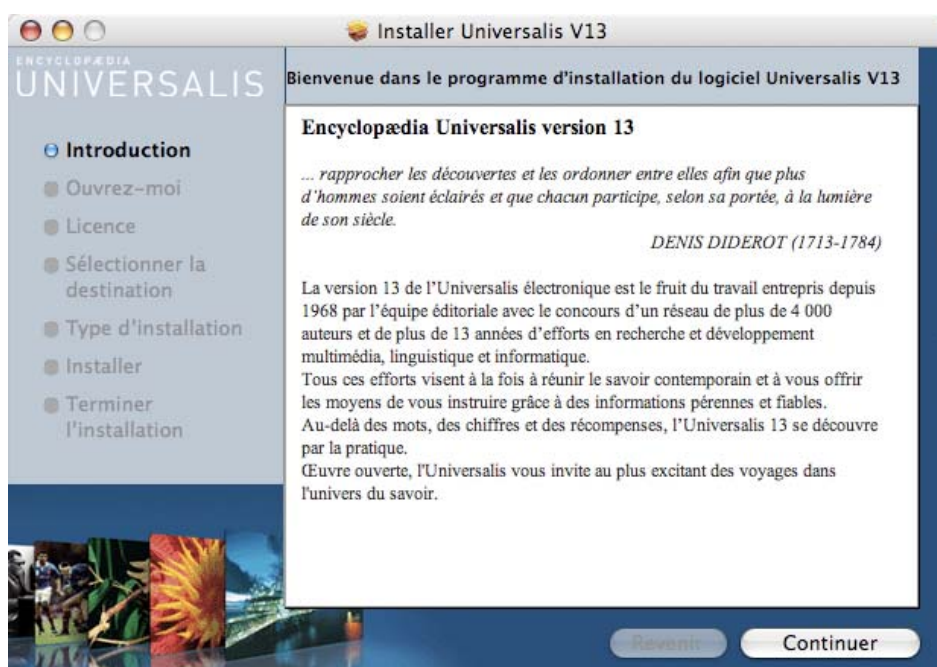 Installer Universalis V13
ENCYCLOPÆDIA
UNIVERSALIS
Introduction
Ouvrez-moi
Licence
Sélectionner la
destination
Type d'installation
Installer
Terminer
l'installation
Bienvenue dans le programme d'installation du logiciel Universalis V13
Encyclopædia Universalis version 13
... rapprocher les découvertes et les ordonner entre elles afin que plus
d'hommes soient éclairés et que chacun participe, selon sa portée, à la lumière
de son siècle.
DENIS DIDEROT (1713-1784)
La version 13 de l'Universalis électronique est le fruit du travail entrepris depuis
1968 par l'équipe éditoriale avec le concours d'un réseau de plus de 4 000
auteurs et de plus de 13 années d'efforts en recherche et développement
multimédia, linguistique et informatique.
Tous ces efforts visent à la fois à réunir le savoir contemporain et à vous offrir
les moyens de vous instruire grâce à des informations pérennes et fiables.
Au-delà des mots, des chiffres et des récompenses, l'Universalis 13 se découvre
par la pratique.
Œuvre ouverte, l'Universalis vous invite au plus excitant des voyages dans
l'univers du savoir.
Revenir
Continuer